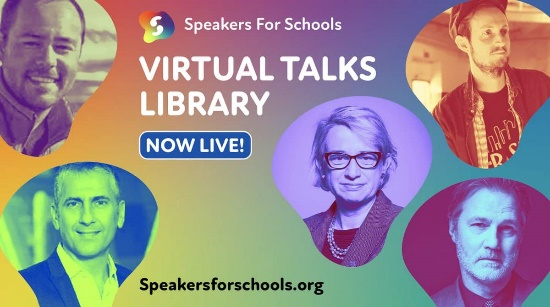 Speakers For Schools
VIRTUAL TALKS
LIBRARY
NOW LIVE!
Speakersforschools.org